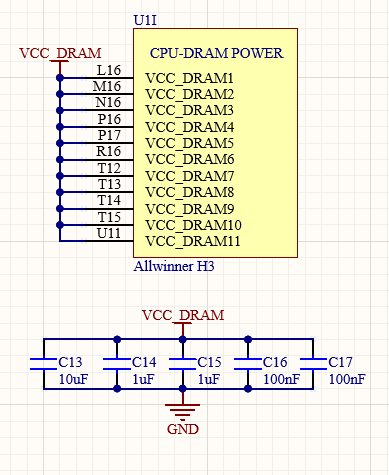 U1I
VCC_DRAM
CPU-DRAM POWER
L16 VCC_DRAM1
M16 VCC_DRAM2
N16 VCC_DRAM3
P16 VCC_DRAM4
P17 VCC_DRAM5
R16 VCC_DRAM6
T12 VCC_DRAM7
T13 VCC_DRAM8
T14 VCC_DRAM9
T15 VCC_DRAM10
U11 VCC_DRAM11
Allwinner H3
VCC_DRAM
C13 C14 C15 C16 C17
10uF 1uF 1uF 100nF 100nF
GND